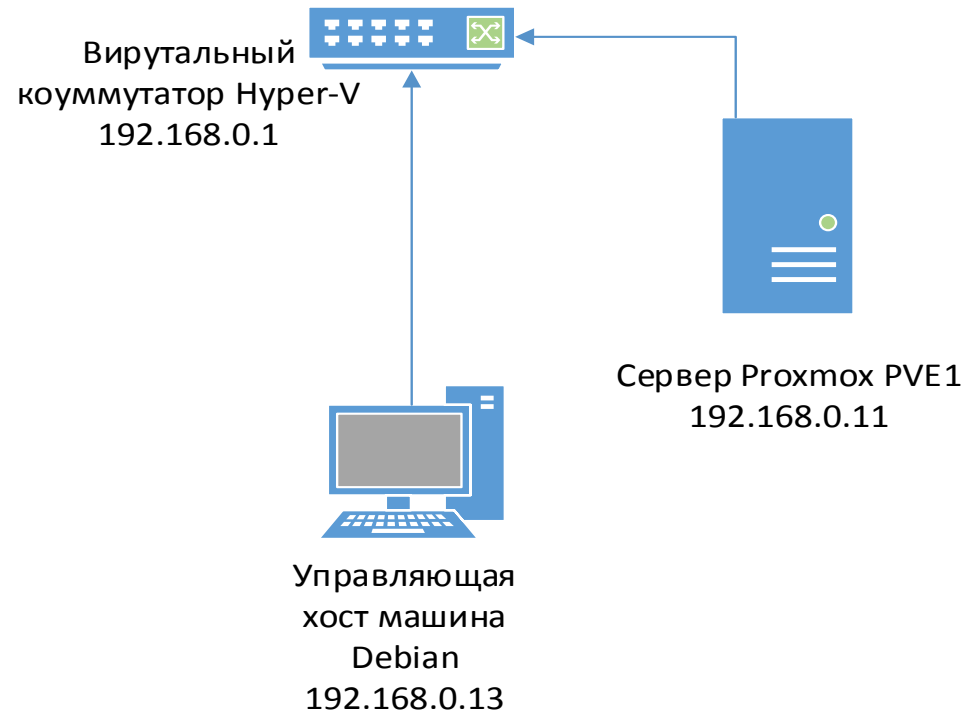 Вирутальный
коуммутатор Hyper-V
192.168.0.1
Сервер Proxmox PVE1
192.168.0.11
Управляющая
хост машина
Debian
192.168.0.13